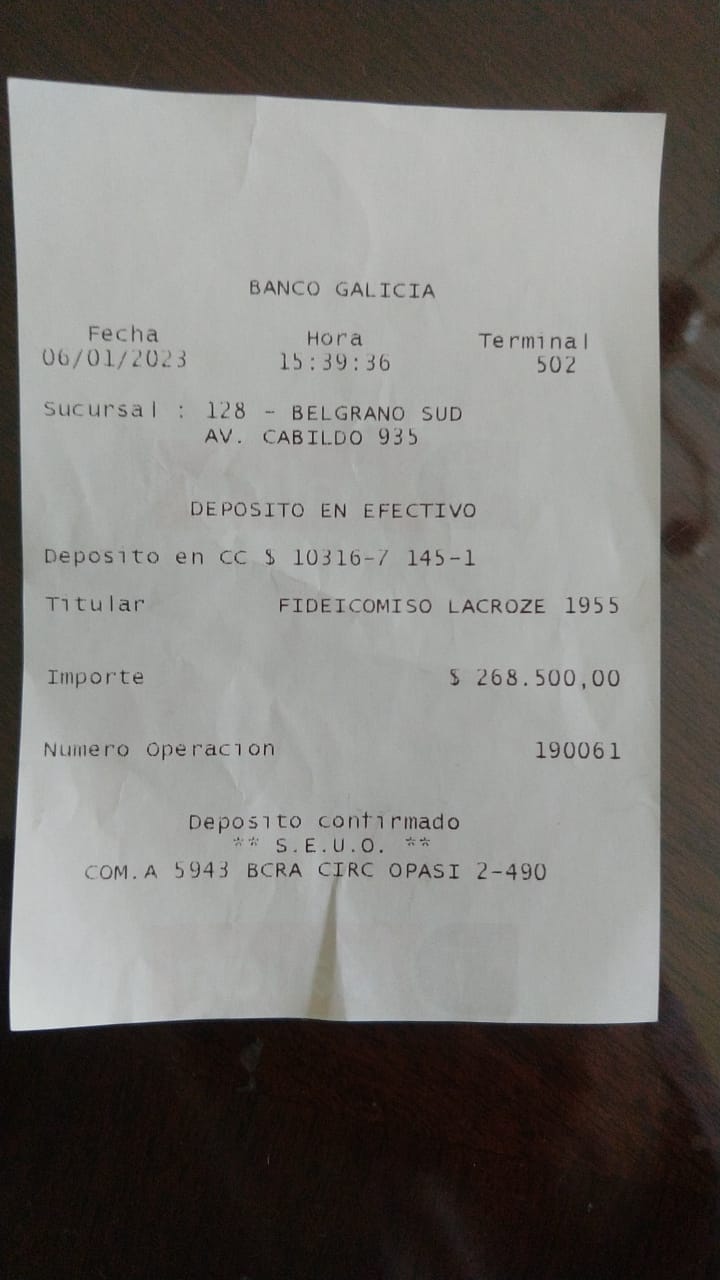 BANCO GALICIA
Fecha Hora Terminal
06/01/2023 15:39:36 502
Sucursal : 128 - BELGRANO SUD
AV. CABILDO 935
DEPOSITO EN EFECTIVO
Deposito en CC $ 10316-7 145-1
Titular FIDEICOMISO LACROZE 1955
Importe $ 268.500,00
Numero Operacion 190061
Deposito confirmado
** S.E.U.O. **
COM.A 5943 BCRA CIRC OPASI 2-490